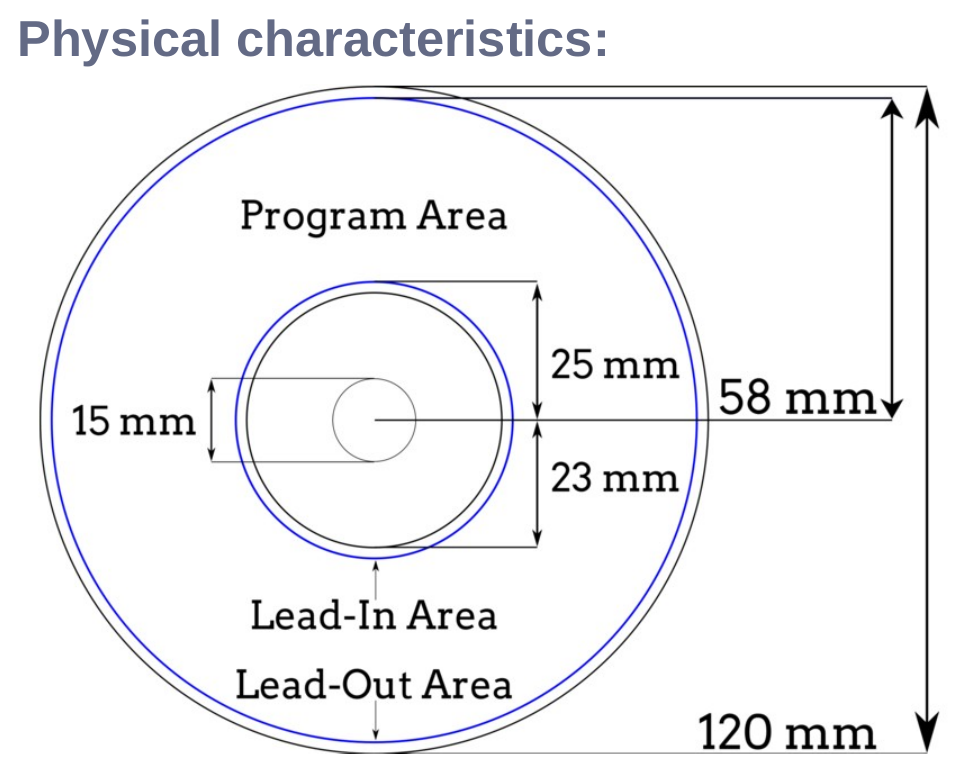 Physical characteristics:
Program Area
25 mm
58 mm
15 mm
23 mm
Lead-In Area
Lead-Out Area
120 mm